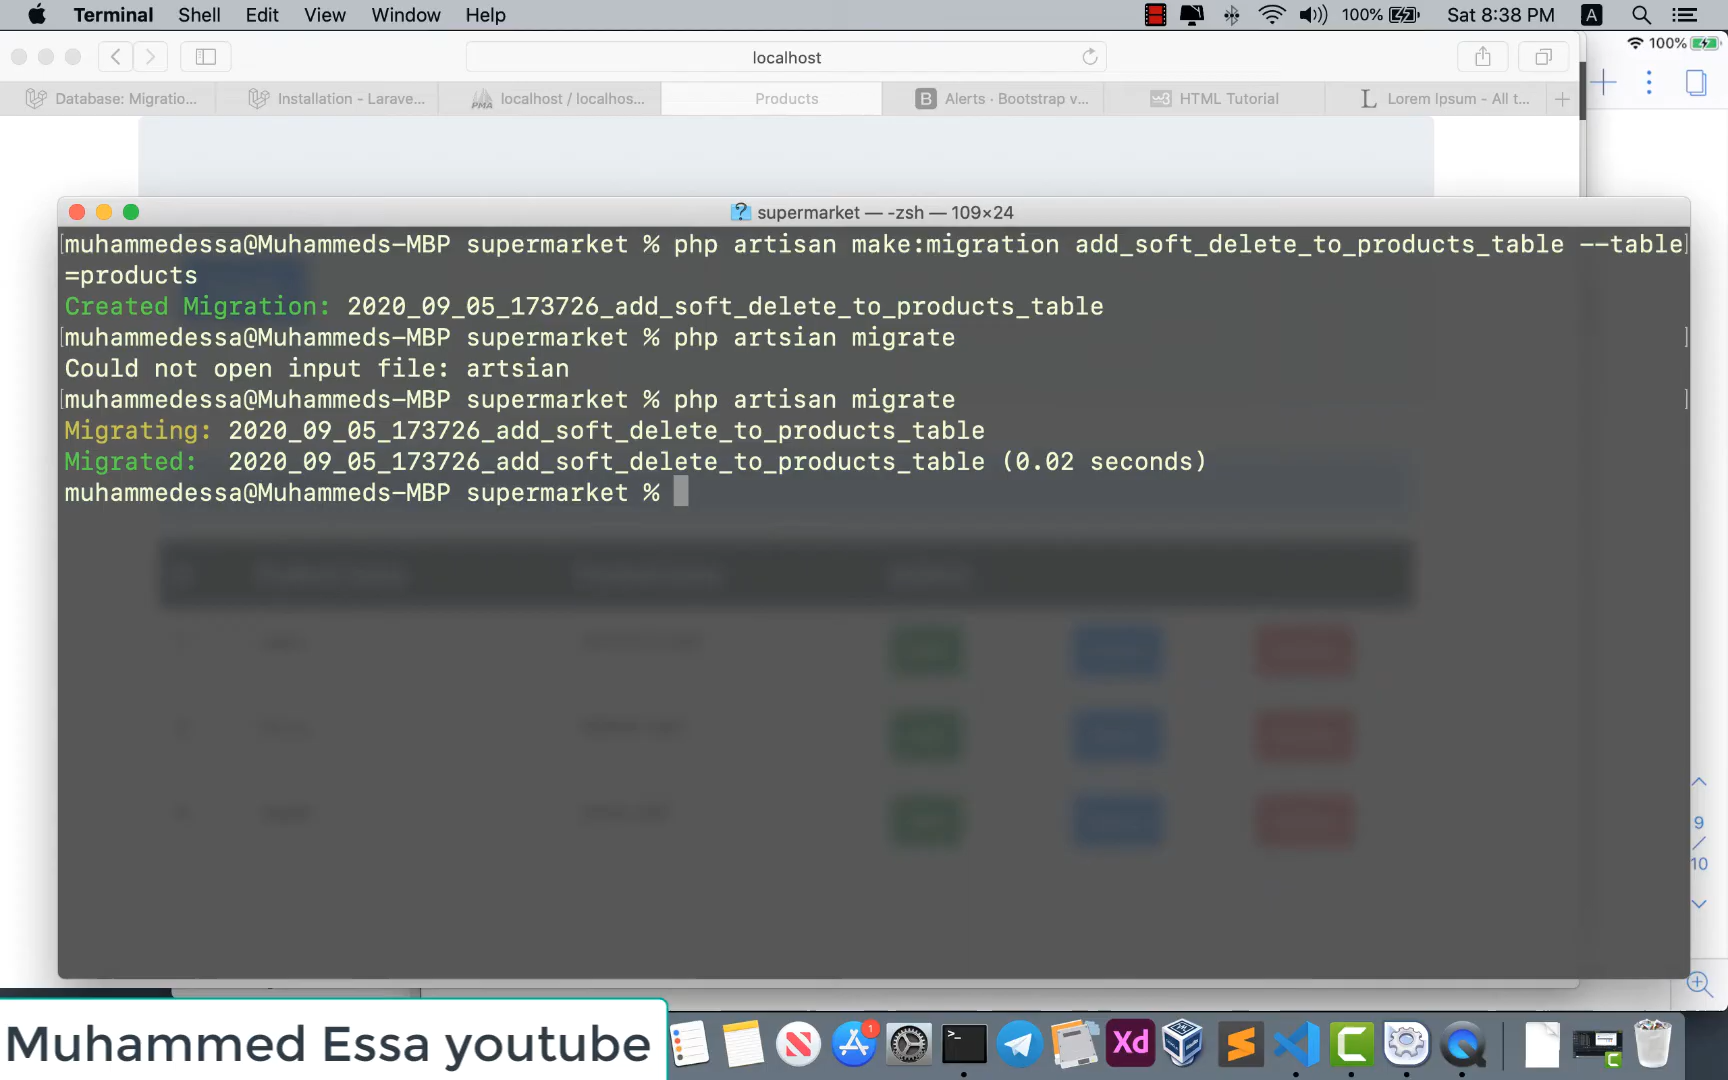 Terminal Shell Edit View Window Help 100% Sat 8:38 PM A
localhost
100%
Database: Migratio... Installation - Larave... PMA localhost / localhos... Products B Alerts · Bootstrap v... W3 HTML Tutorial L Lorem Ipsum - All t...
supermarket — -zsh — 109×24
muhammedessa@Muhammeds-MBP supermarket % php artisan make:migration add_soft_delete_to_products_table --table
=products
Created Migration: 2020_09_05_173726_add_soft_delete_to_products_table
muhammedessa@Muhammeds-MBP supermarket % php artsian migrate
Could not open input file: artsian
muhammedessa@Muhammeds-MBP supermarket % php artisan migrate
Migrating: 2020_09_05_173726_add_soft_delete_to_products_table
Migrated: 2020_09_05_173726_add_soft_delete_to_products_table (0.02 seconds)
muhammedessa@Muhammeds-MBP supermarket %
9
/
10
Muhammed Essa youtube
1
Xd